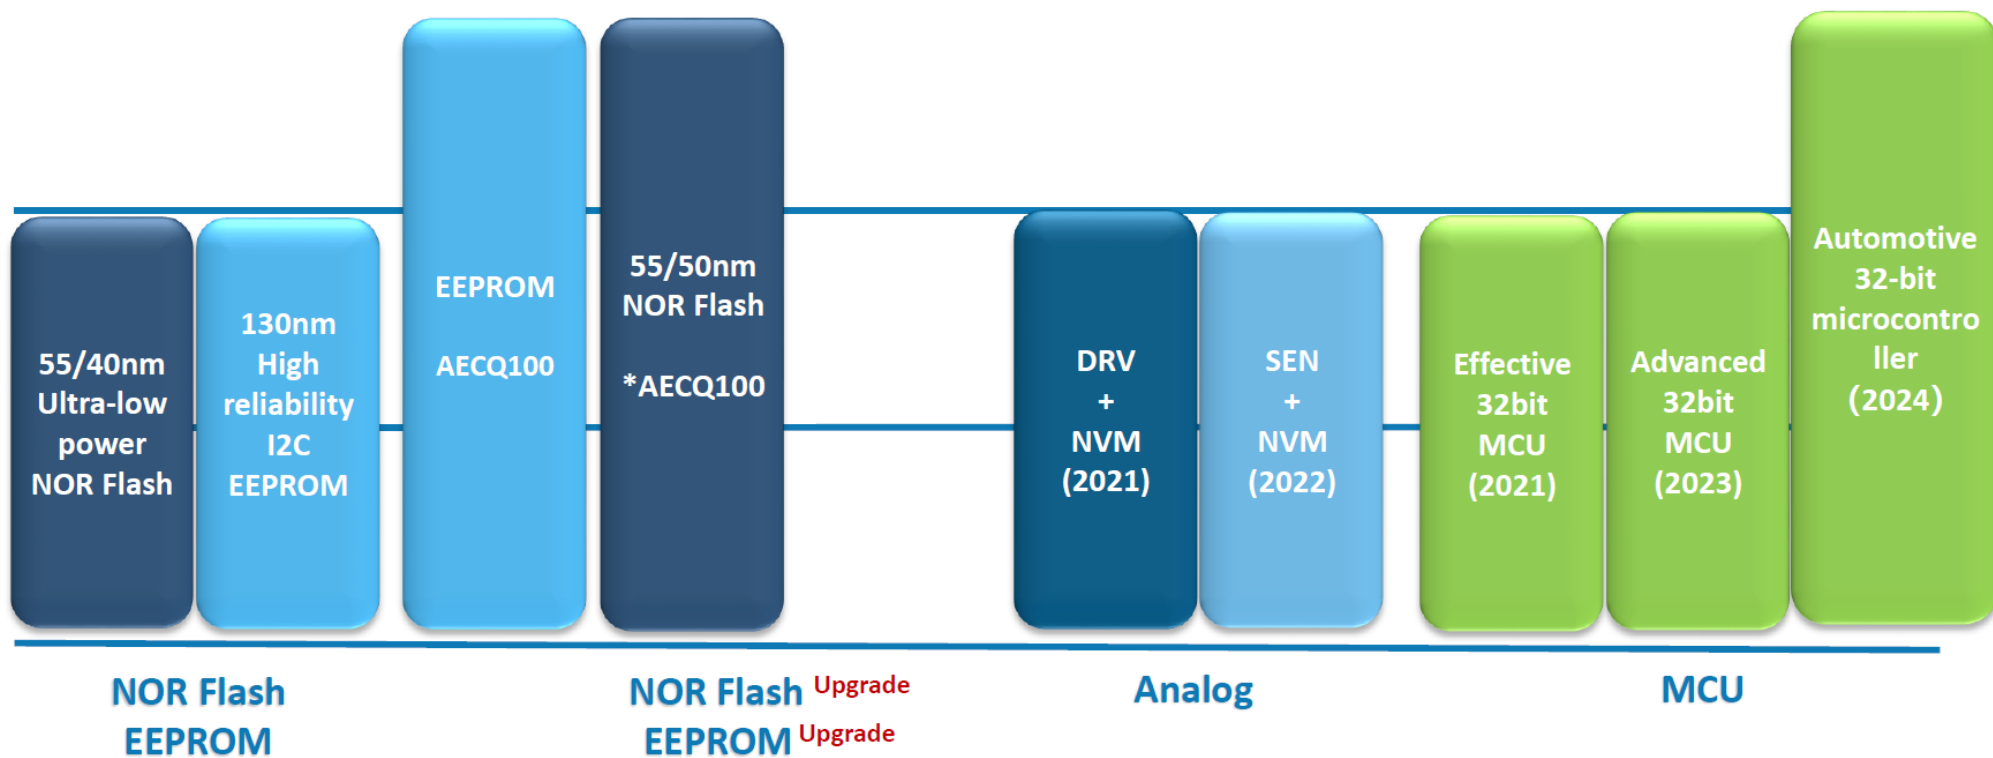 55/40nm
Ultra-low
power
NOR Flash
130nm
High
reliability
I2C
EEPROM
EEPROM
AECQ100
55/50nm
NOR Flash
*AECQ100
DRV
+
NVM
(2021)
SEN
+
NVM
(2022)
Effective
32bit
MCU
(2021)
Advanced
32bit
MCU
(2023)
Automotive
32-bit
microcontro
ller
(2024)
NOR Flash
EEPROM
NOR Flash Upgrade
EEPROM Upgrade
Analog
MCU